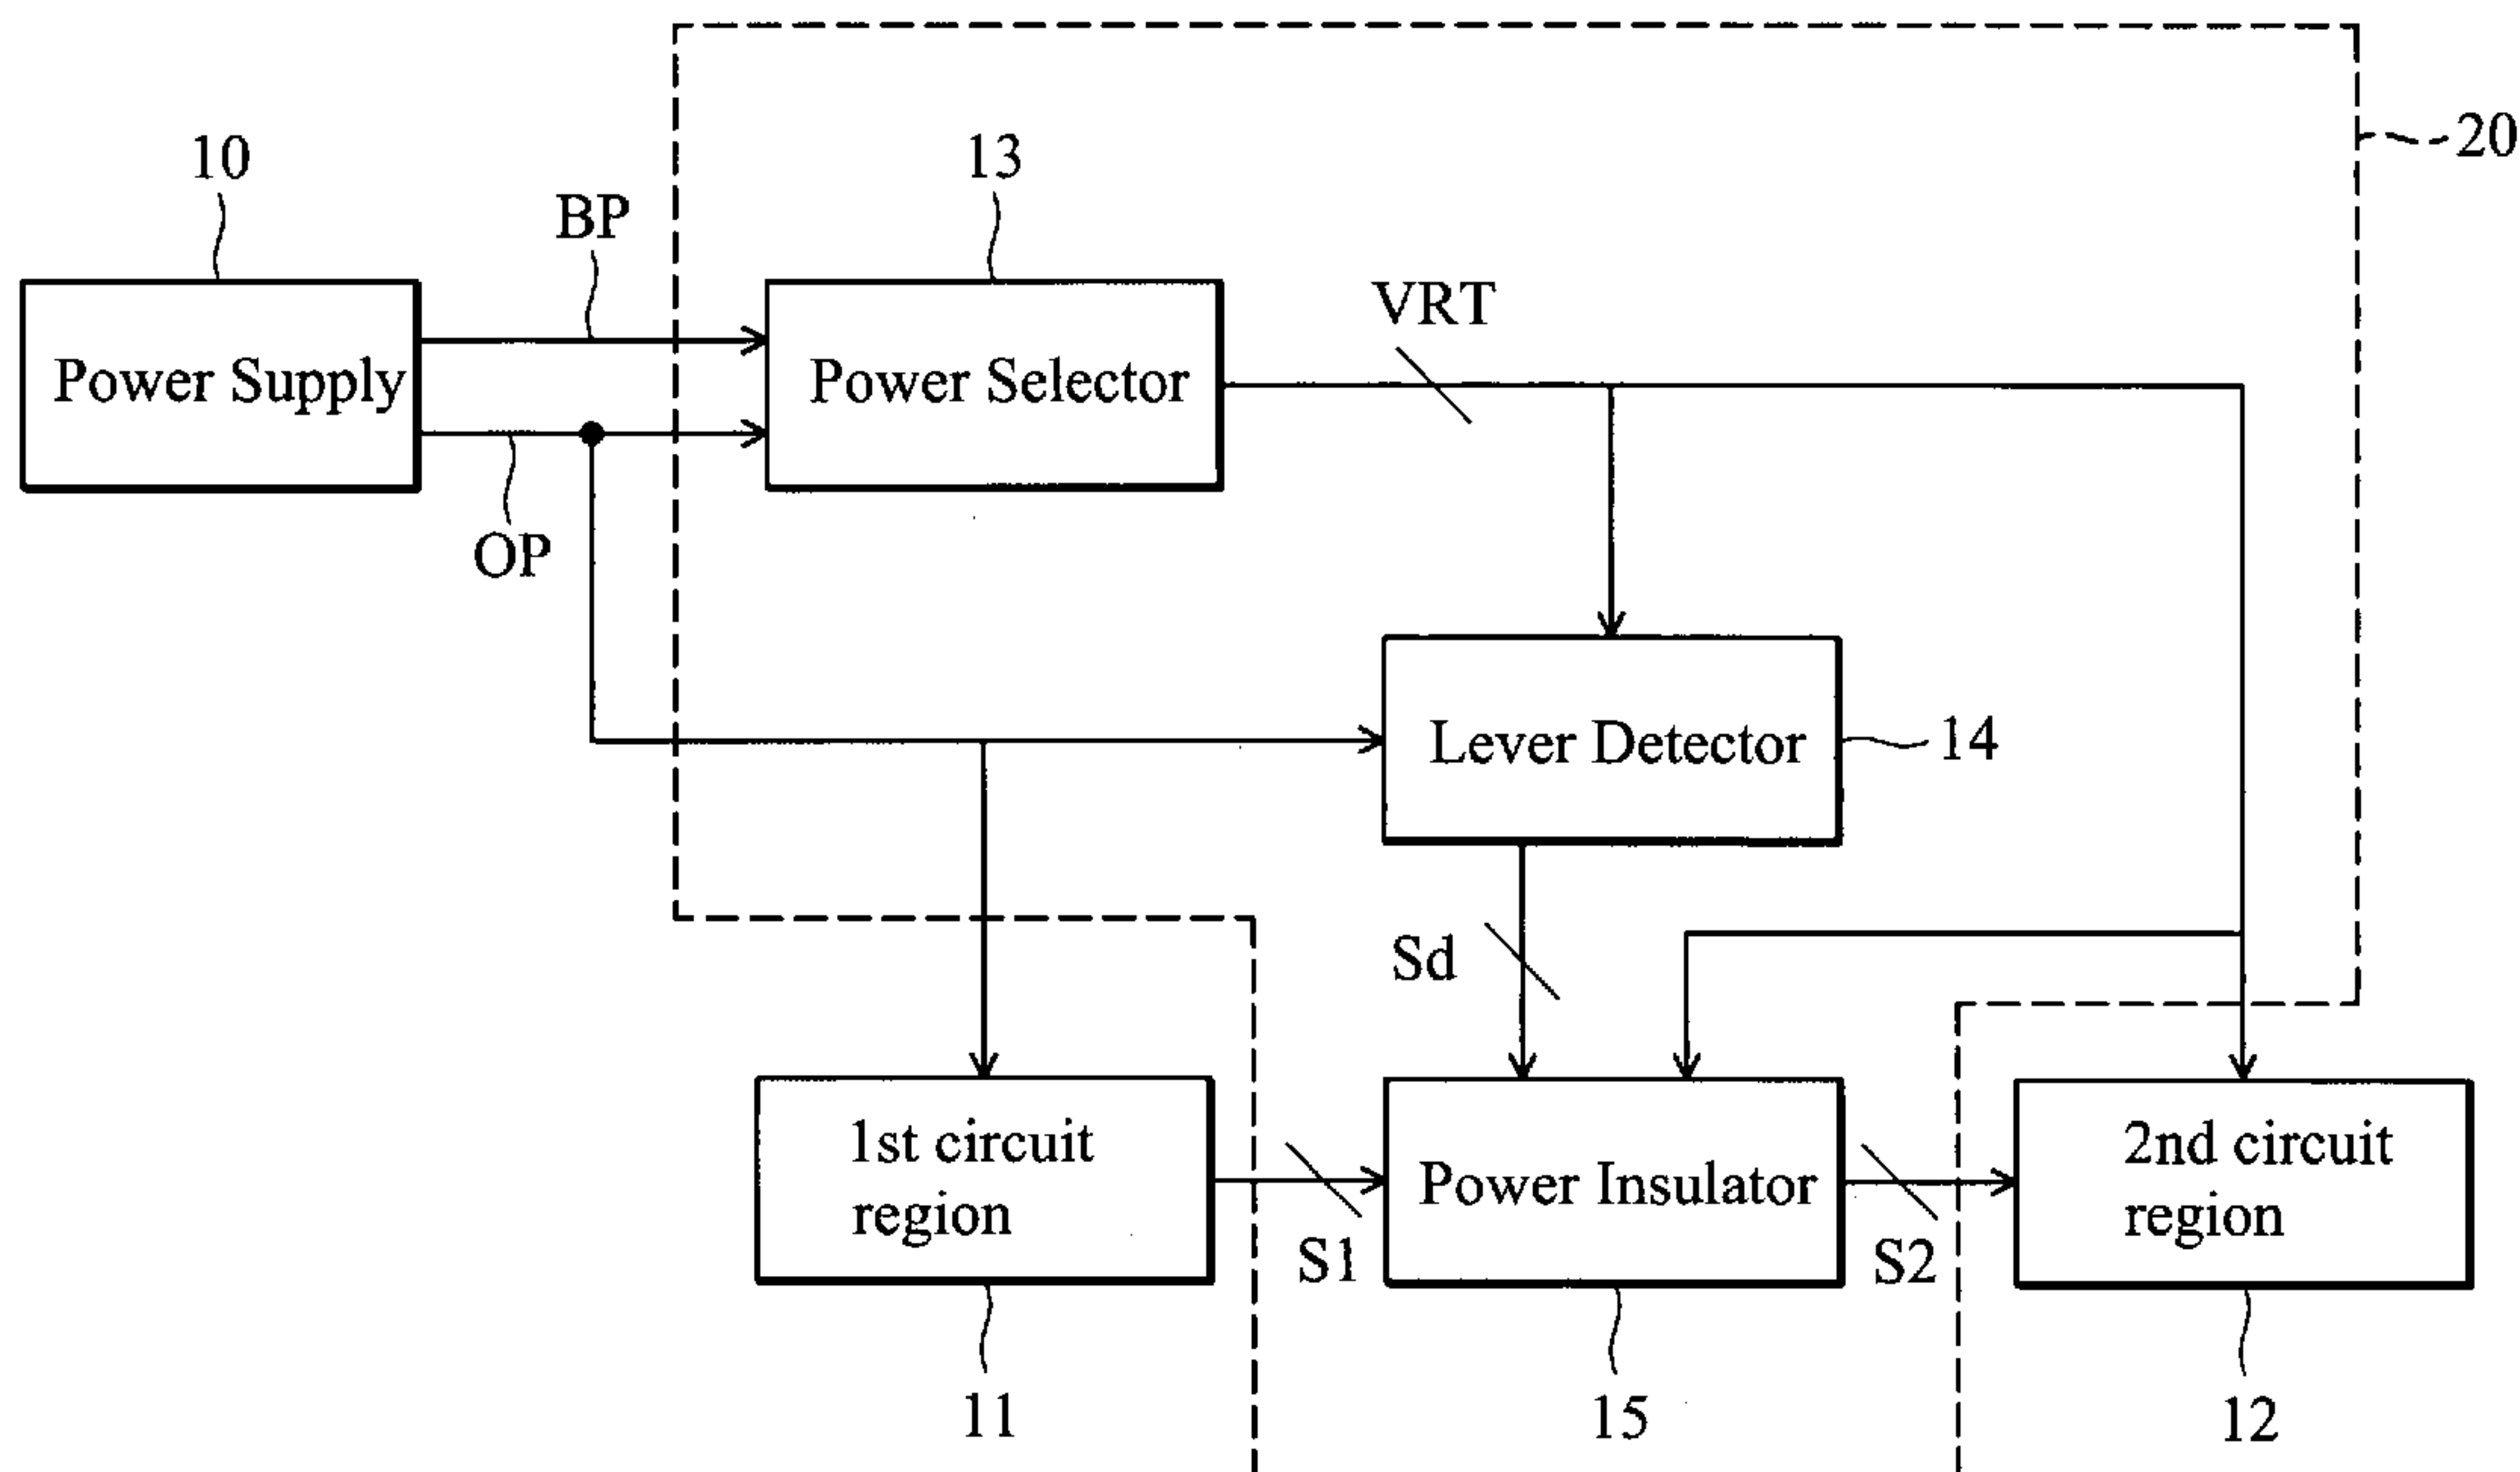 20
10
13
BP
VRT
Power Supply
Power Selector
OP
Lever Detector
14
Sd
1st circuit
region
Power Insulator
2nd circuit
region
S1
S2
11
15
12